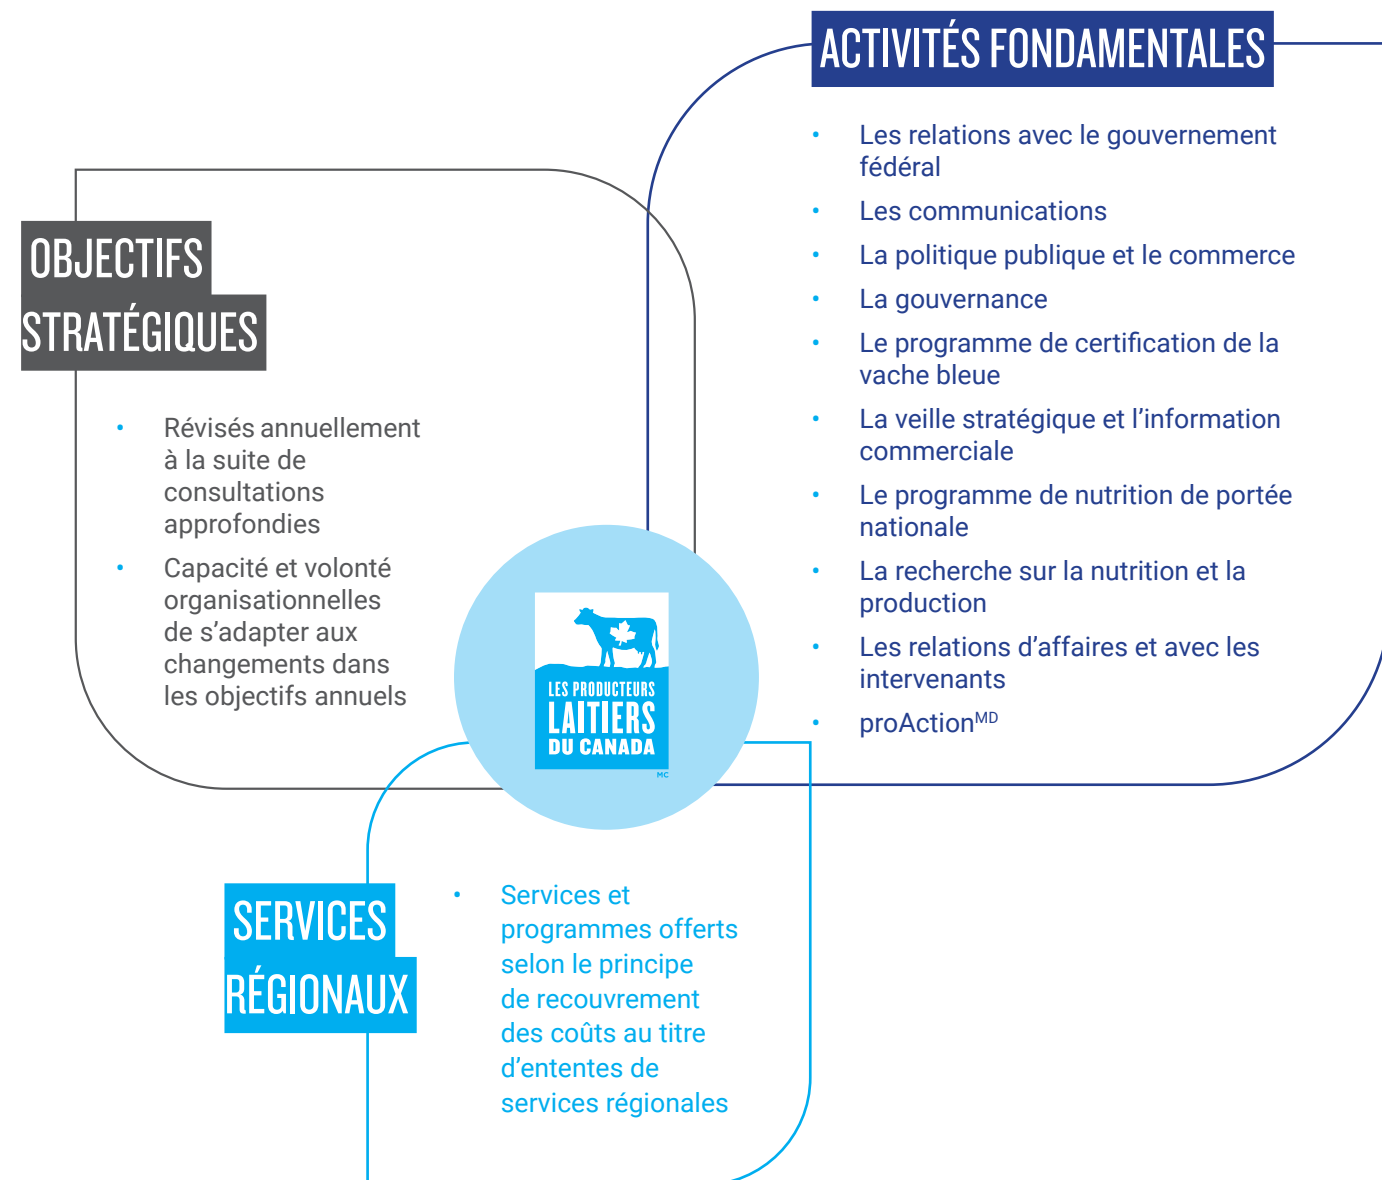 OBJECTIFS
STRATÉGIQUES
• Révisés annuellement
à la suite de
consultations
approfondies
• Capacité et volonté
organisationnelles
de s’adapter aux
changements dans
les objectifs annuels
ACTIVITÉS FONDAMENTALES
• Les relations avec le gouvernement
fédéral
• Les communications
• La politique publique et le commerce
• La gouvernance
• Le programme de certification de la
vache bleue
• La veille stratégique et l’information
commerciale
• Le programme de nutrition de portée
nationale
• La recherche sur la nutrition et la
production
• Les relations d’affaires et avec les
intervenants
• proActionMD
LES PRODUCTEURS
LAITIERS
DU CANADA
MC
SERVICES
RÉGIONAUX
• Services et
programmes offerts
selon le principe
de recouvrement
des coûts au titre
d’ententes de
services régionales